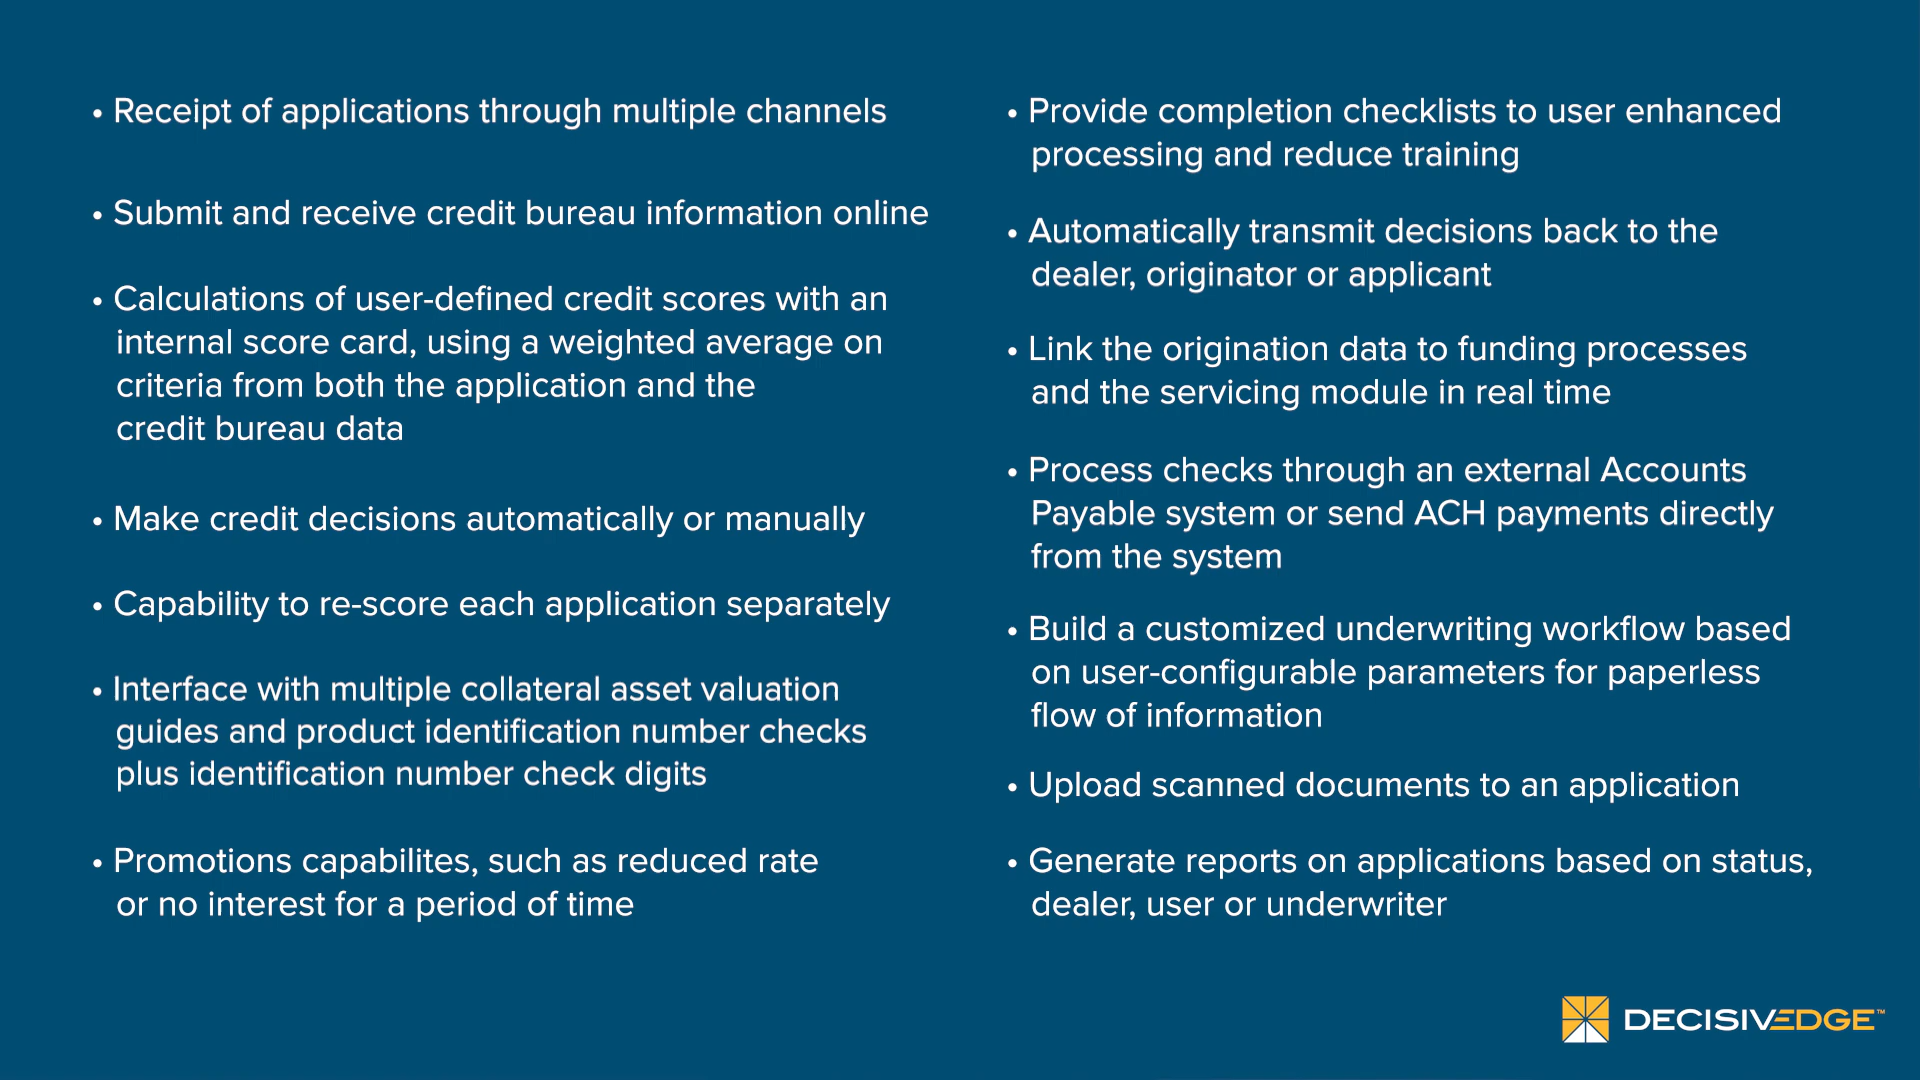 • Receipt of applications through multiple channels
• Submit and receive credit bureau information online
• Calculations of user-defined credit scores with an
internal score card, using a weighted average on
criteria from both the application and the
credit bureau data
• Make credit decisions automatically or manually
• Capability to re-score each application separately
• Interface with multiple collateral asset valuation
guides and product identification number checks
plus identification number check digits
• Promotions capabilites, such as reduced rate
or no interest for a period of time
• Provide completion checklists to user enhanced
processing and reduce training
• Automatically transmit decisions back to the
dealer, originator or applicant
• Link the origination data to funding processes
and the servicing module in real time
• Process checks through an external Accounts
Payable system or send ACH payments directly
from the system
• Build a customized underwriting workflow based
on user-configurable parameters for paperless
flow of information
• Upload scanned documents to an application
• Generate reports on applications based on status,
dealer, user or underwriter
DECISIVEDGE™